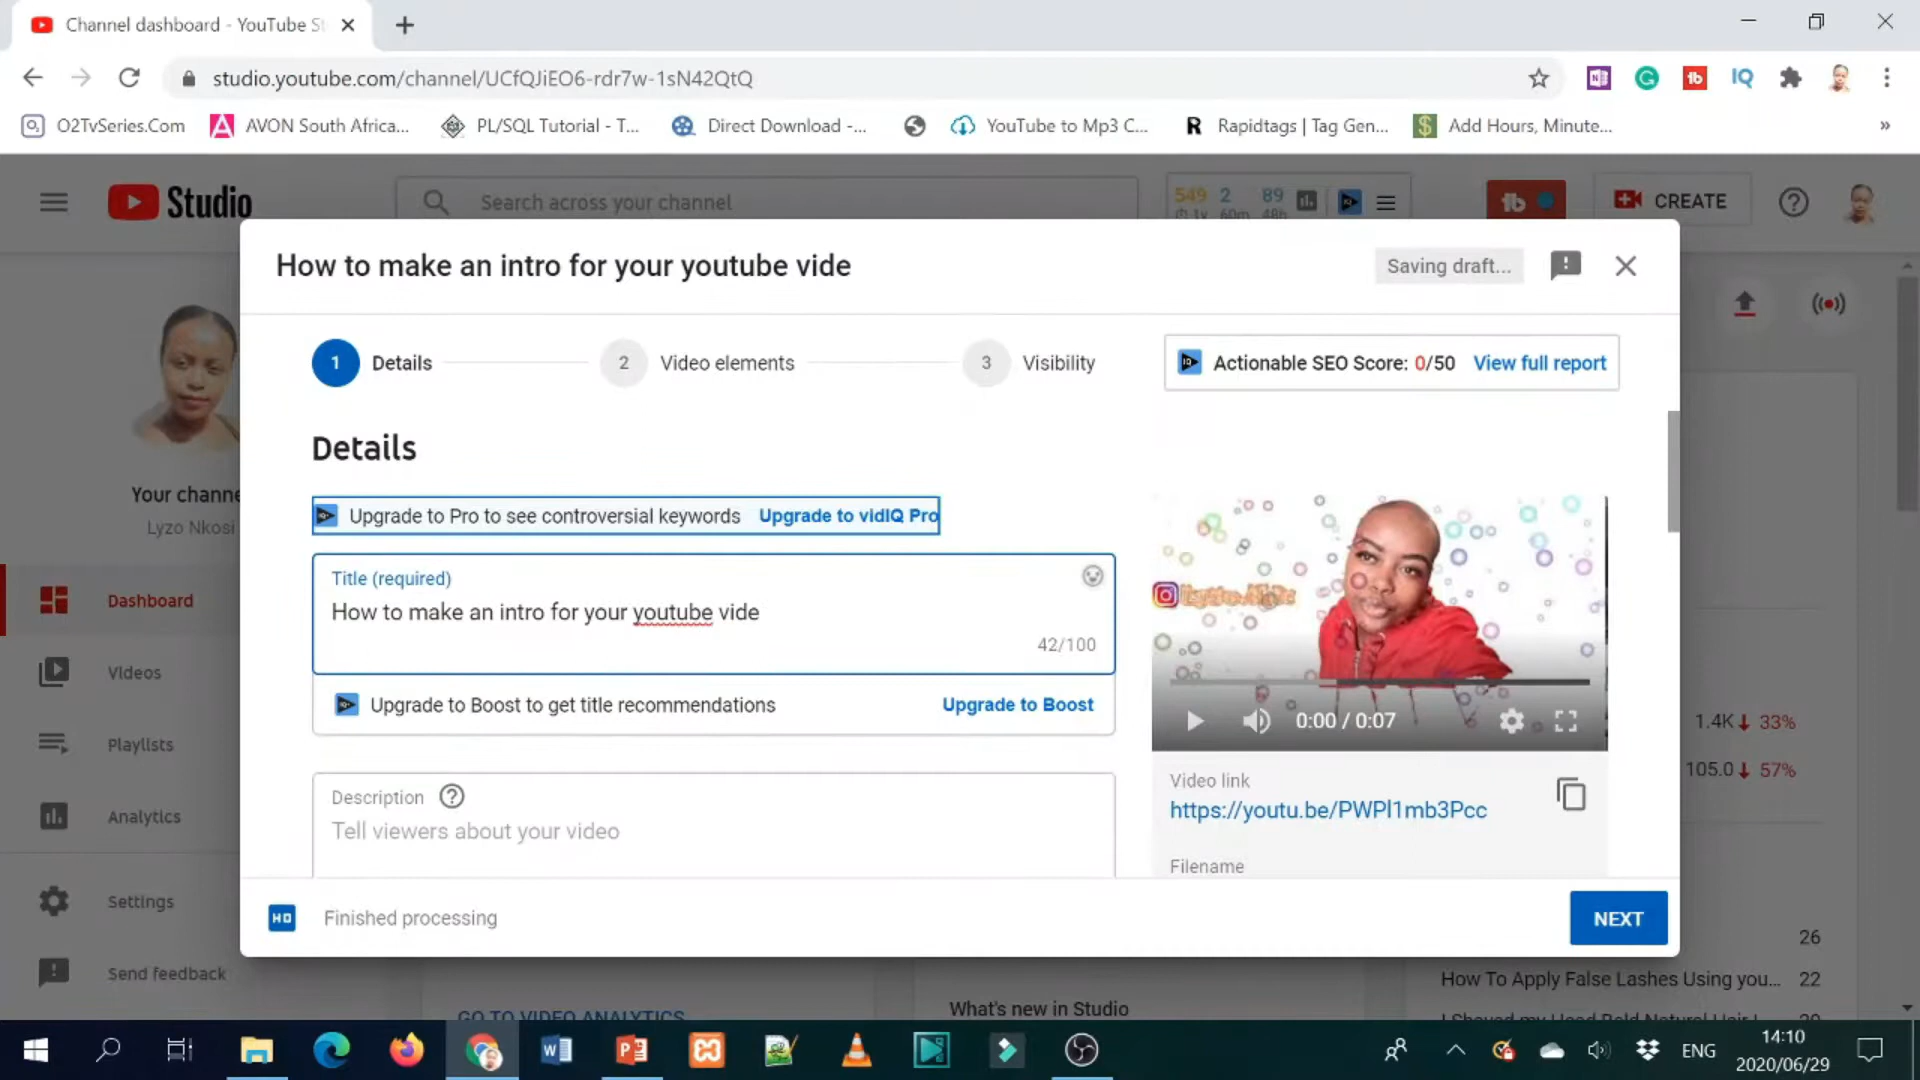 Channel dashboard - YouTube St
studio.youtube.com/channel/UCfQJiEO6-rdr7w-1sN42QtQ
O2TvSeries.Com
AVON South Africa...
PL/SQL Tutorial - T...
Direct Download -...
YouTube to Mp3 C...
R
Rapidtags | Tag Gen...
Add Hours, Minute...
Studio
Search across your channel
549 2 89
1y 60m 48h
tb
CREATE
How to make an intro for your youtube vide
Saving draft...
1
Details
2
Video elements
3
Visibility
Actionable SEO Score: 0/50
View full report
Details
Upgrade to Pro to see controversial keywords
Upgrade to vidIQ Pro
Title (required)
How to make an intro for your youtube vide
42/100
Upgrade to Boost to get title recommendations
Upgrade to Boost
Description
Tell viewers about your video
0:00 / 0:07
Video link
https://youtu.be/PWPl1mb3Pcc
Filename
HD
Finished processing
NEXT
Your channe
Lyzo Nkosi
Dashboard
Videos
Playlists
Analytics
Settings
Send feedback
1.4K 33%
105.0 57%
26
How To Apply False Lashes Using you... 22
GO TO VIDEO ANALYTICS
What's new in Studio
ENG
14:10
2020/06/29